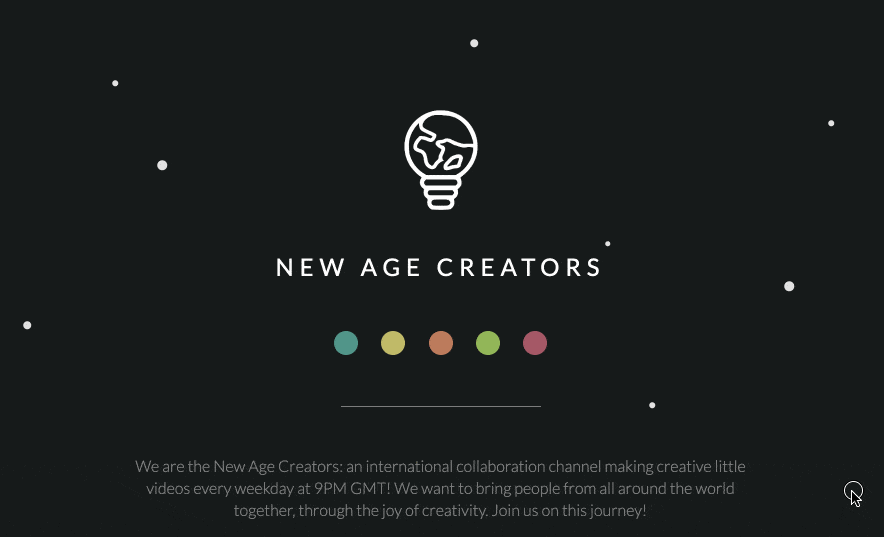 NEW AGE CREATORS
We are the New Age Creators: an international collaboration channel making creative little
videos every weekday at 9PM GMT! We want to bring people from all around the world
together, through the joy of creativity. Join us on this journey!